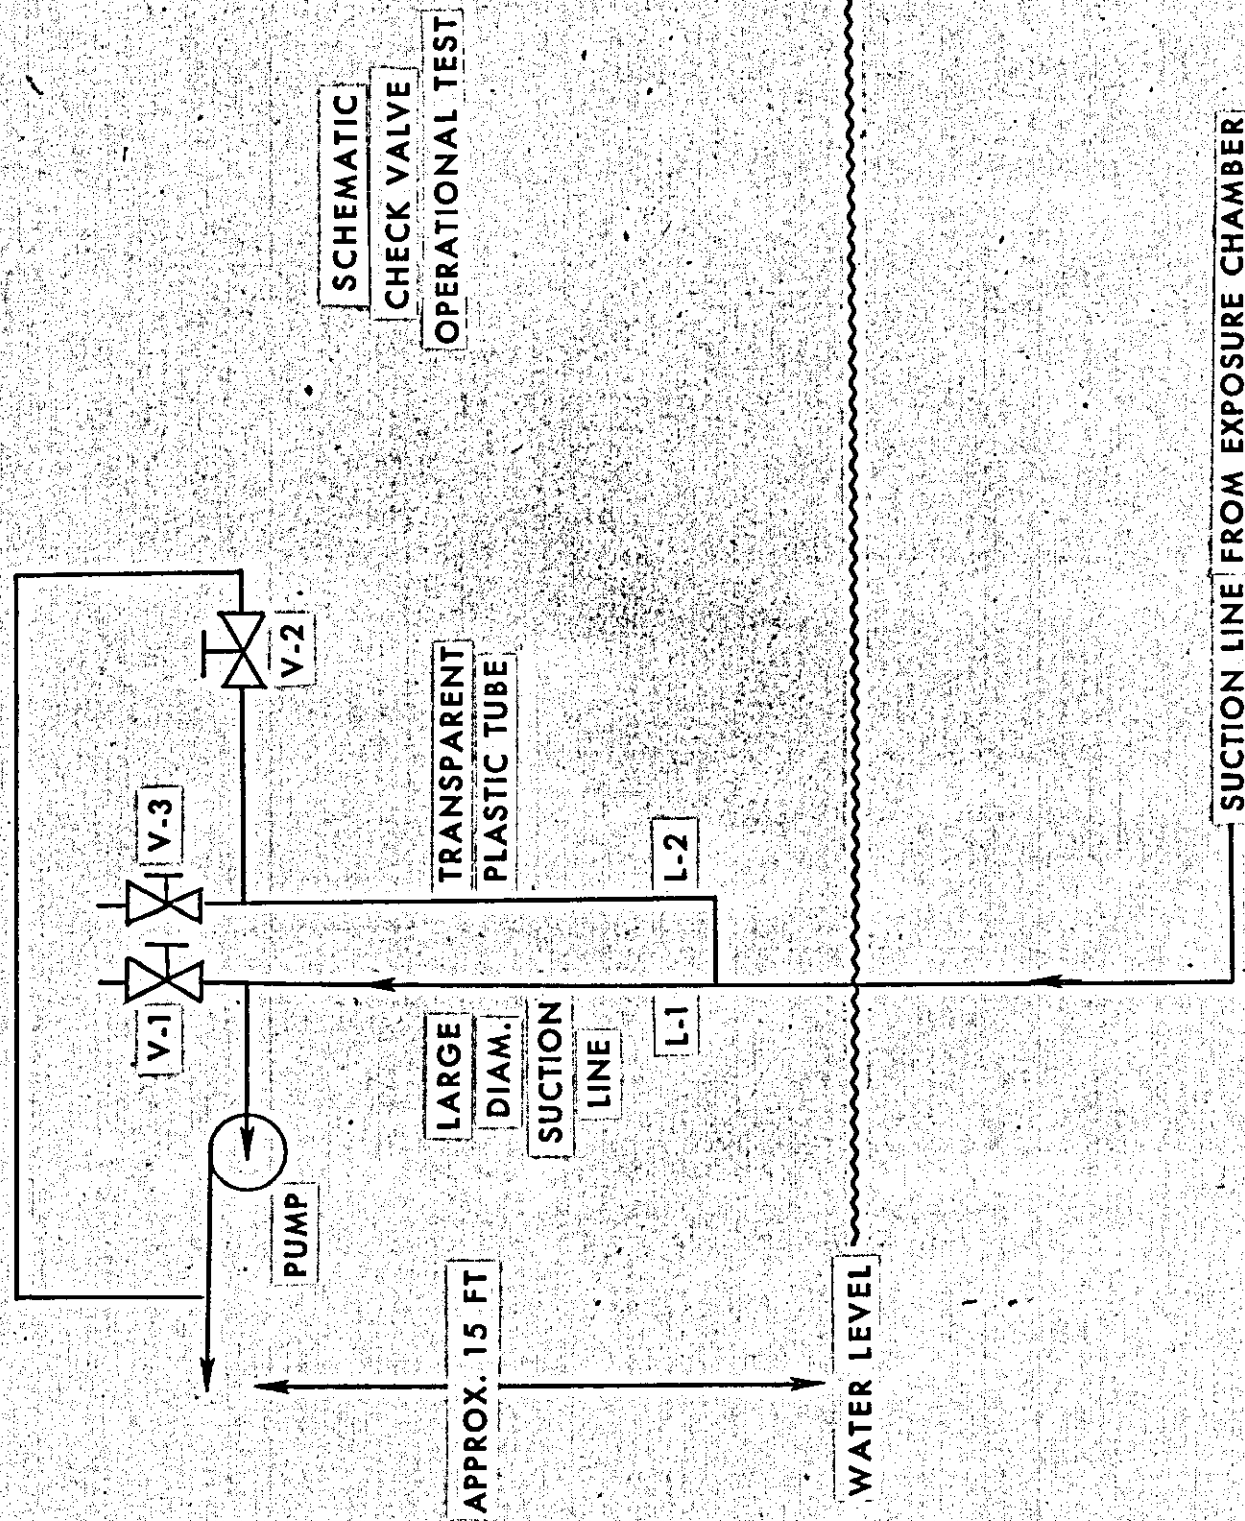 SCHEMATIC
CHECK VALVE
OPERATIONAL TEST
V-1
V-3
V-2
PUMP
LARGE
DIAM.
SUCTION
LINE
TRANSPARENT
PLASTIC TUBE
L-1
L-2
APPROX. 15 FT
WATER LEVEL
SUCTION LINE FROM EXPOSURE CHAMBER